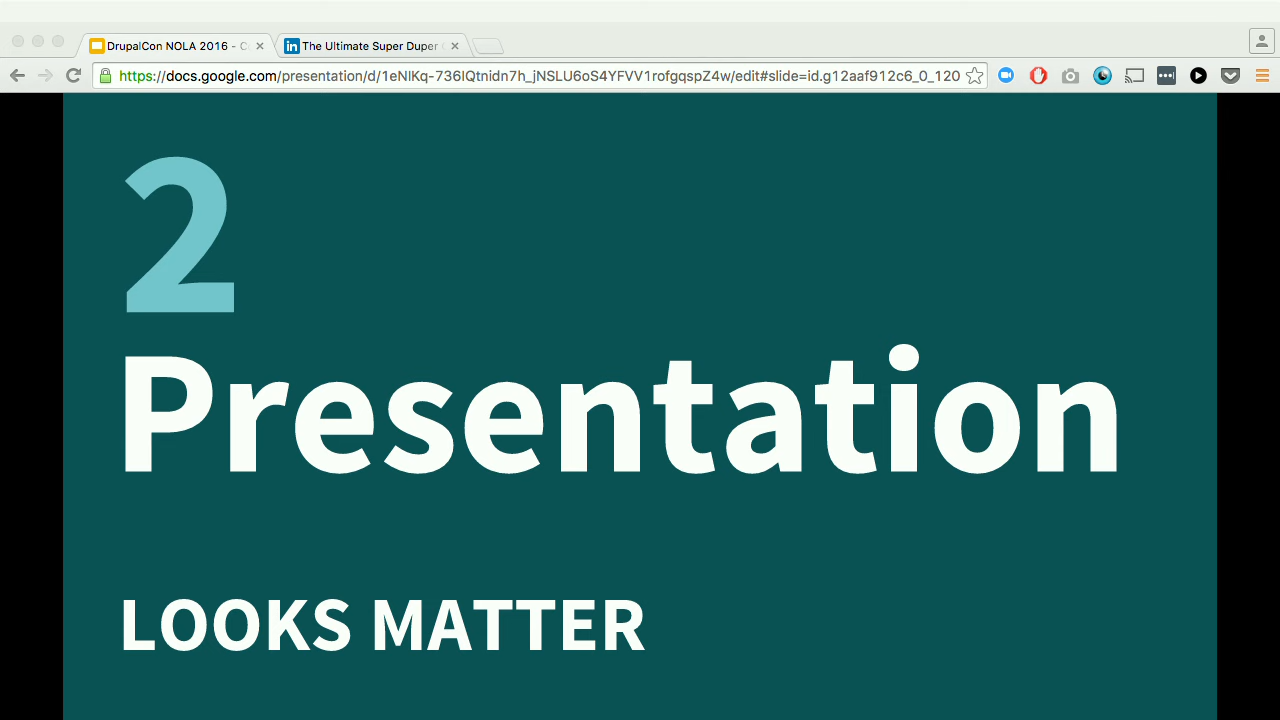 DrupalCon NOLA 2016 - C
in The Ultimate Super Duper
https://docs.google.com/presentation/d/1eNlKq-736lQtnidn7h_jNSLU6oS4YFVV1rofgqspZ4w/edit#slide=id.g12aaf912c6_0_120
2
Presentation
LOOKS MATTER